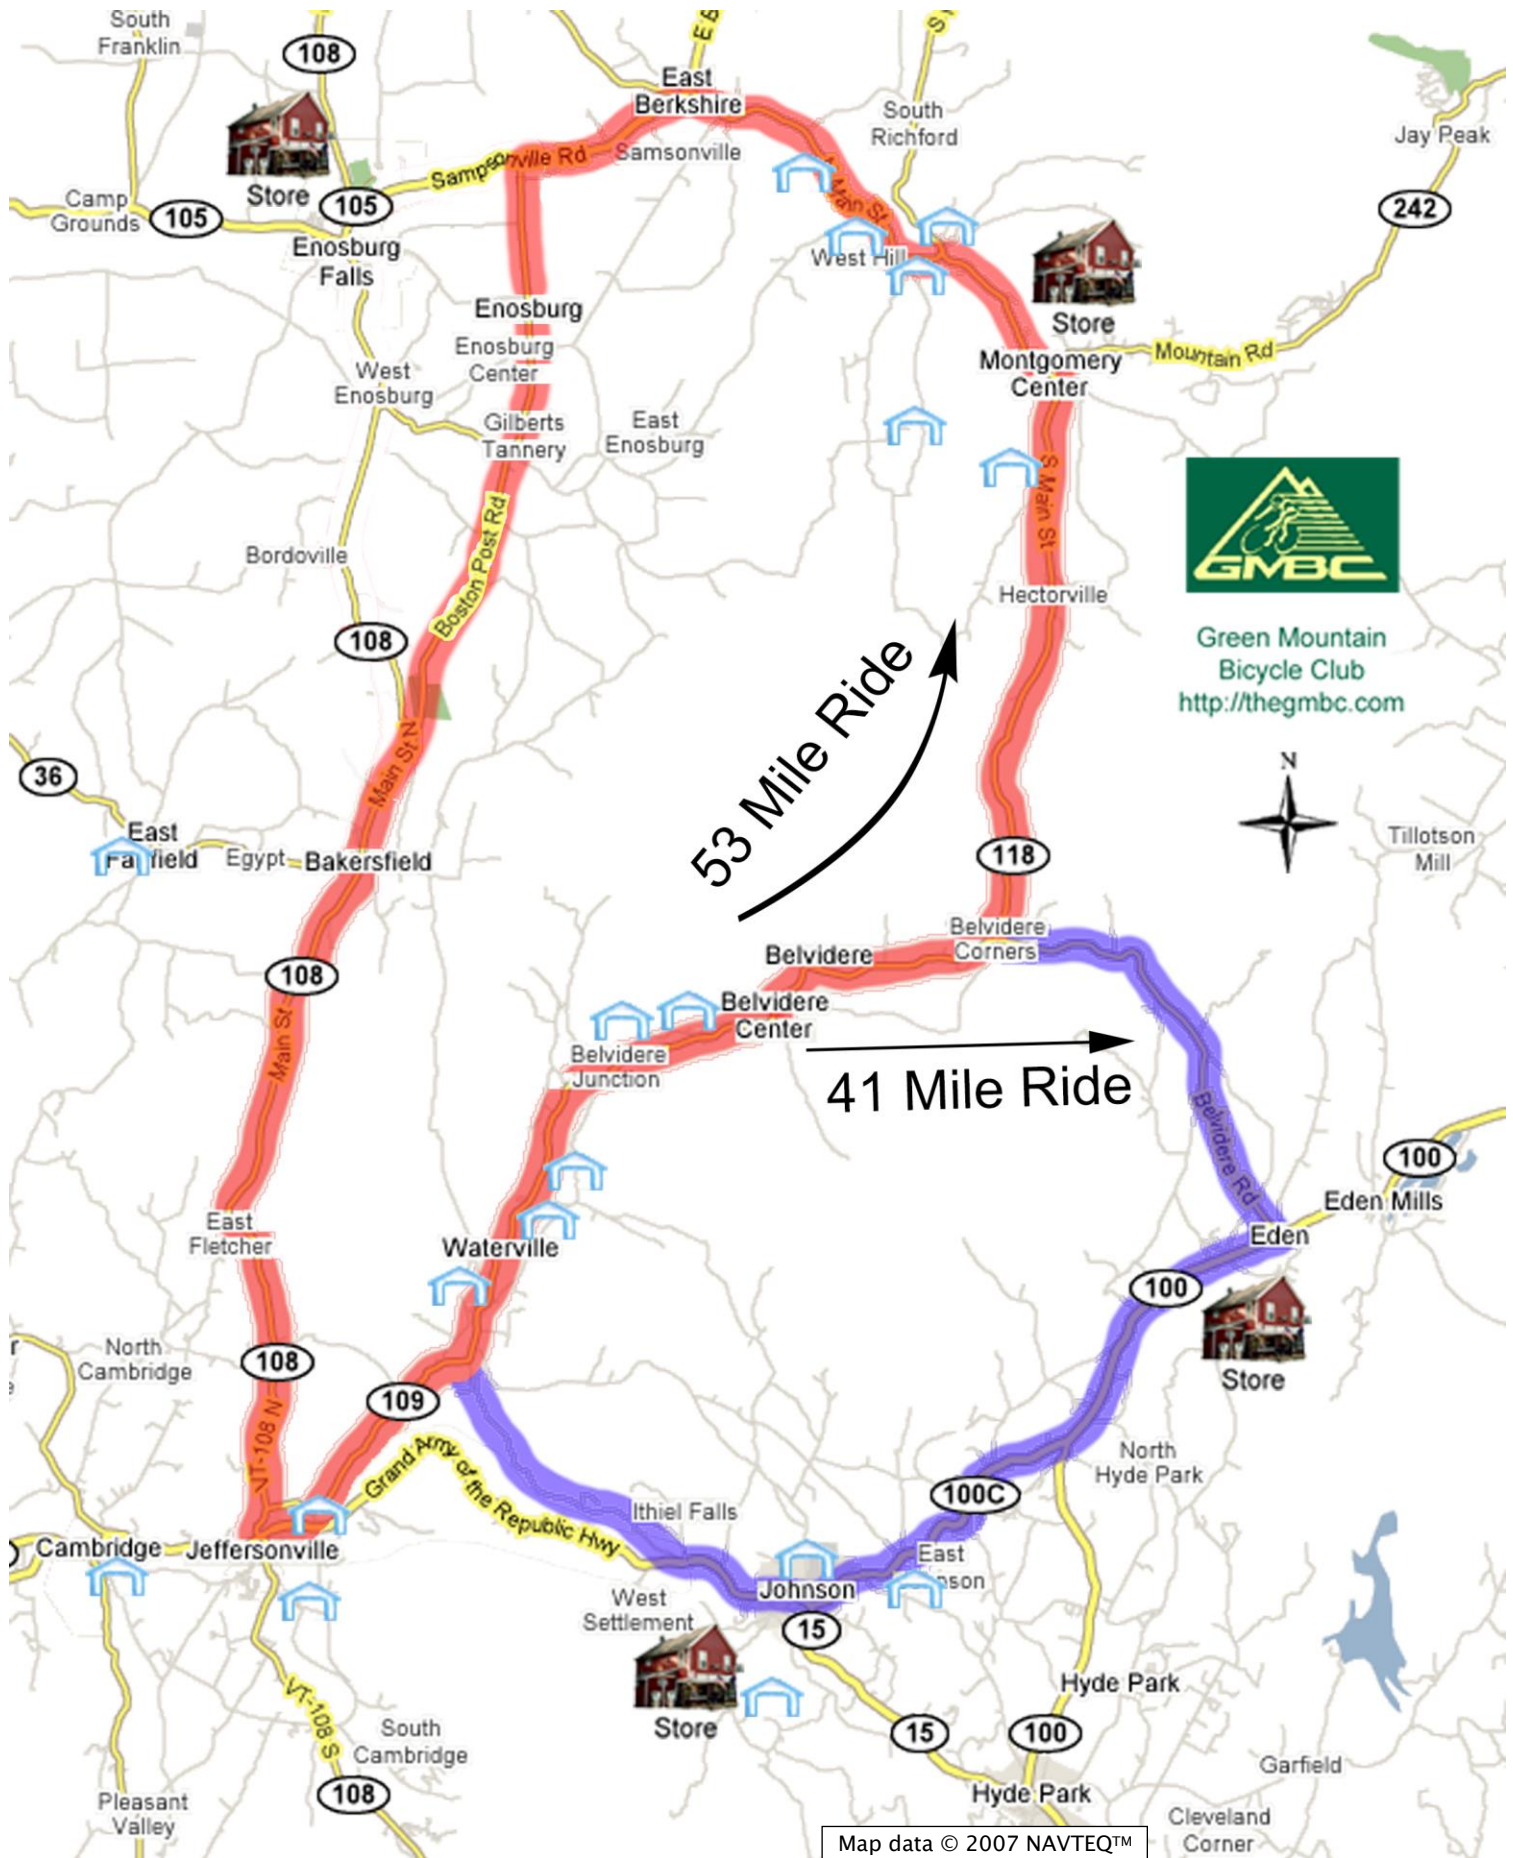 South
Franklin
108
East
Berkshire
E B
S
South
Richford
Jay Peak
Samsonville
Sampsonville Rd
Store
Camp
Grounds
105
105
242
Main St
Enosburg
Falls
West Hill
Enosburg
Store
Enosburg
Center
Montgomery
Center
Mountain Rd
West
Enosburg
Gilberts
Tannery
East
Enosburg
S Main St
Boston Post Rd
Bordoville
GMBC
Hectorville
108
Green Mountain
Bicycle Club
http://thegmbc.com
53 Mile Ride
Main St N
36
N
East
Fairfield
Egypt
Bakersfield
118
Tillotson
Mill
Belvidere
Corners
Belvidere
108
Belvidere
Center
Main St
Belvidere
Junction
41 Mile Ride
Belvidere Rd
100
Eden Mills
East
Fletcher
Waterville
Eden
100
North
Cambridge
108
109
Store
VT-108 N
Grand Army of the Republic Hwy
North
Hyde Park
100C
Ithiel Falls
Cambridge
Jeffersonville
East
Johnson
West
Settlement
15
Store
Hyde Park
VT-108 S
South
Cambridge
15
100
108
Garfield
Hyde Park
Pleasant
Valley
Cleveland
Corner
Map data © 2007 NAVTEQ™